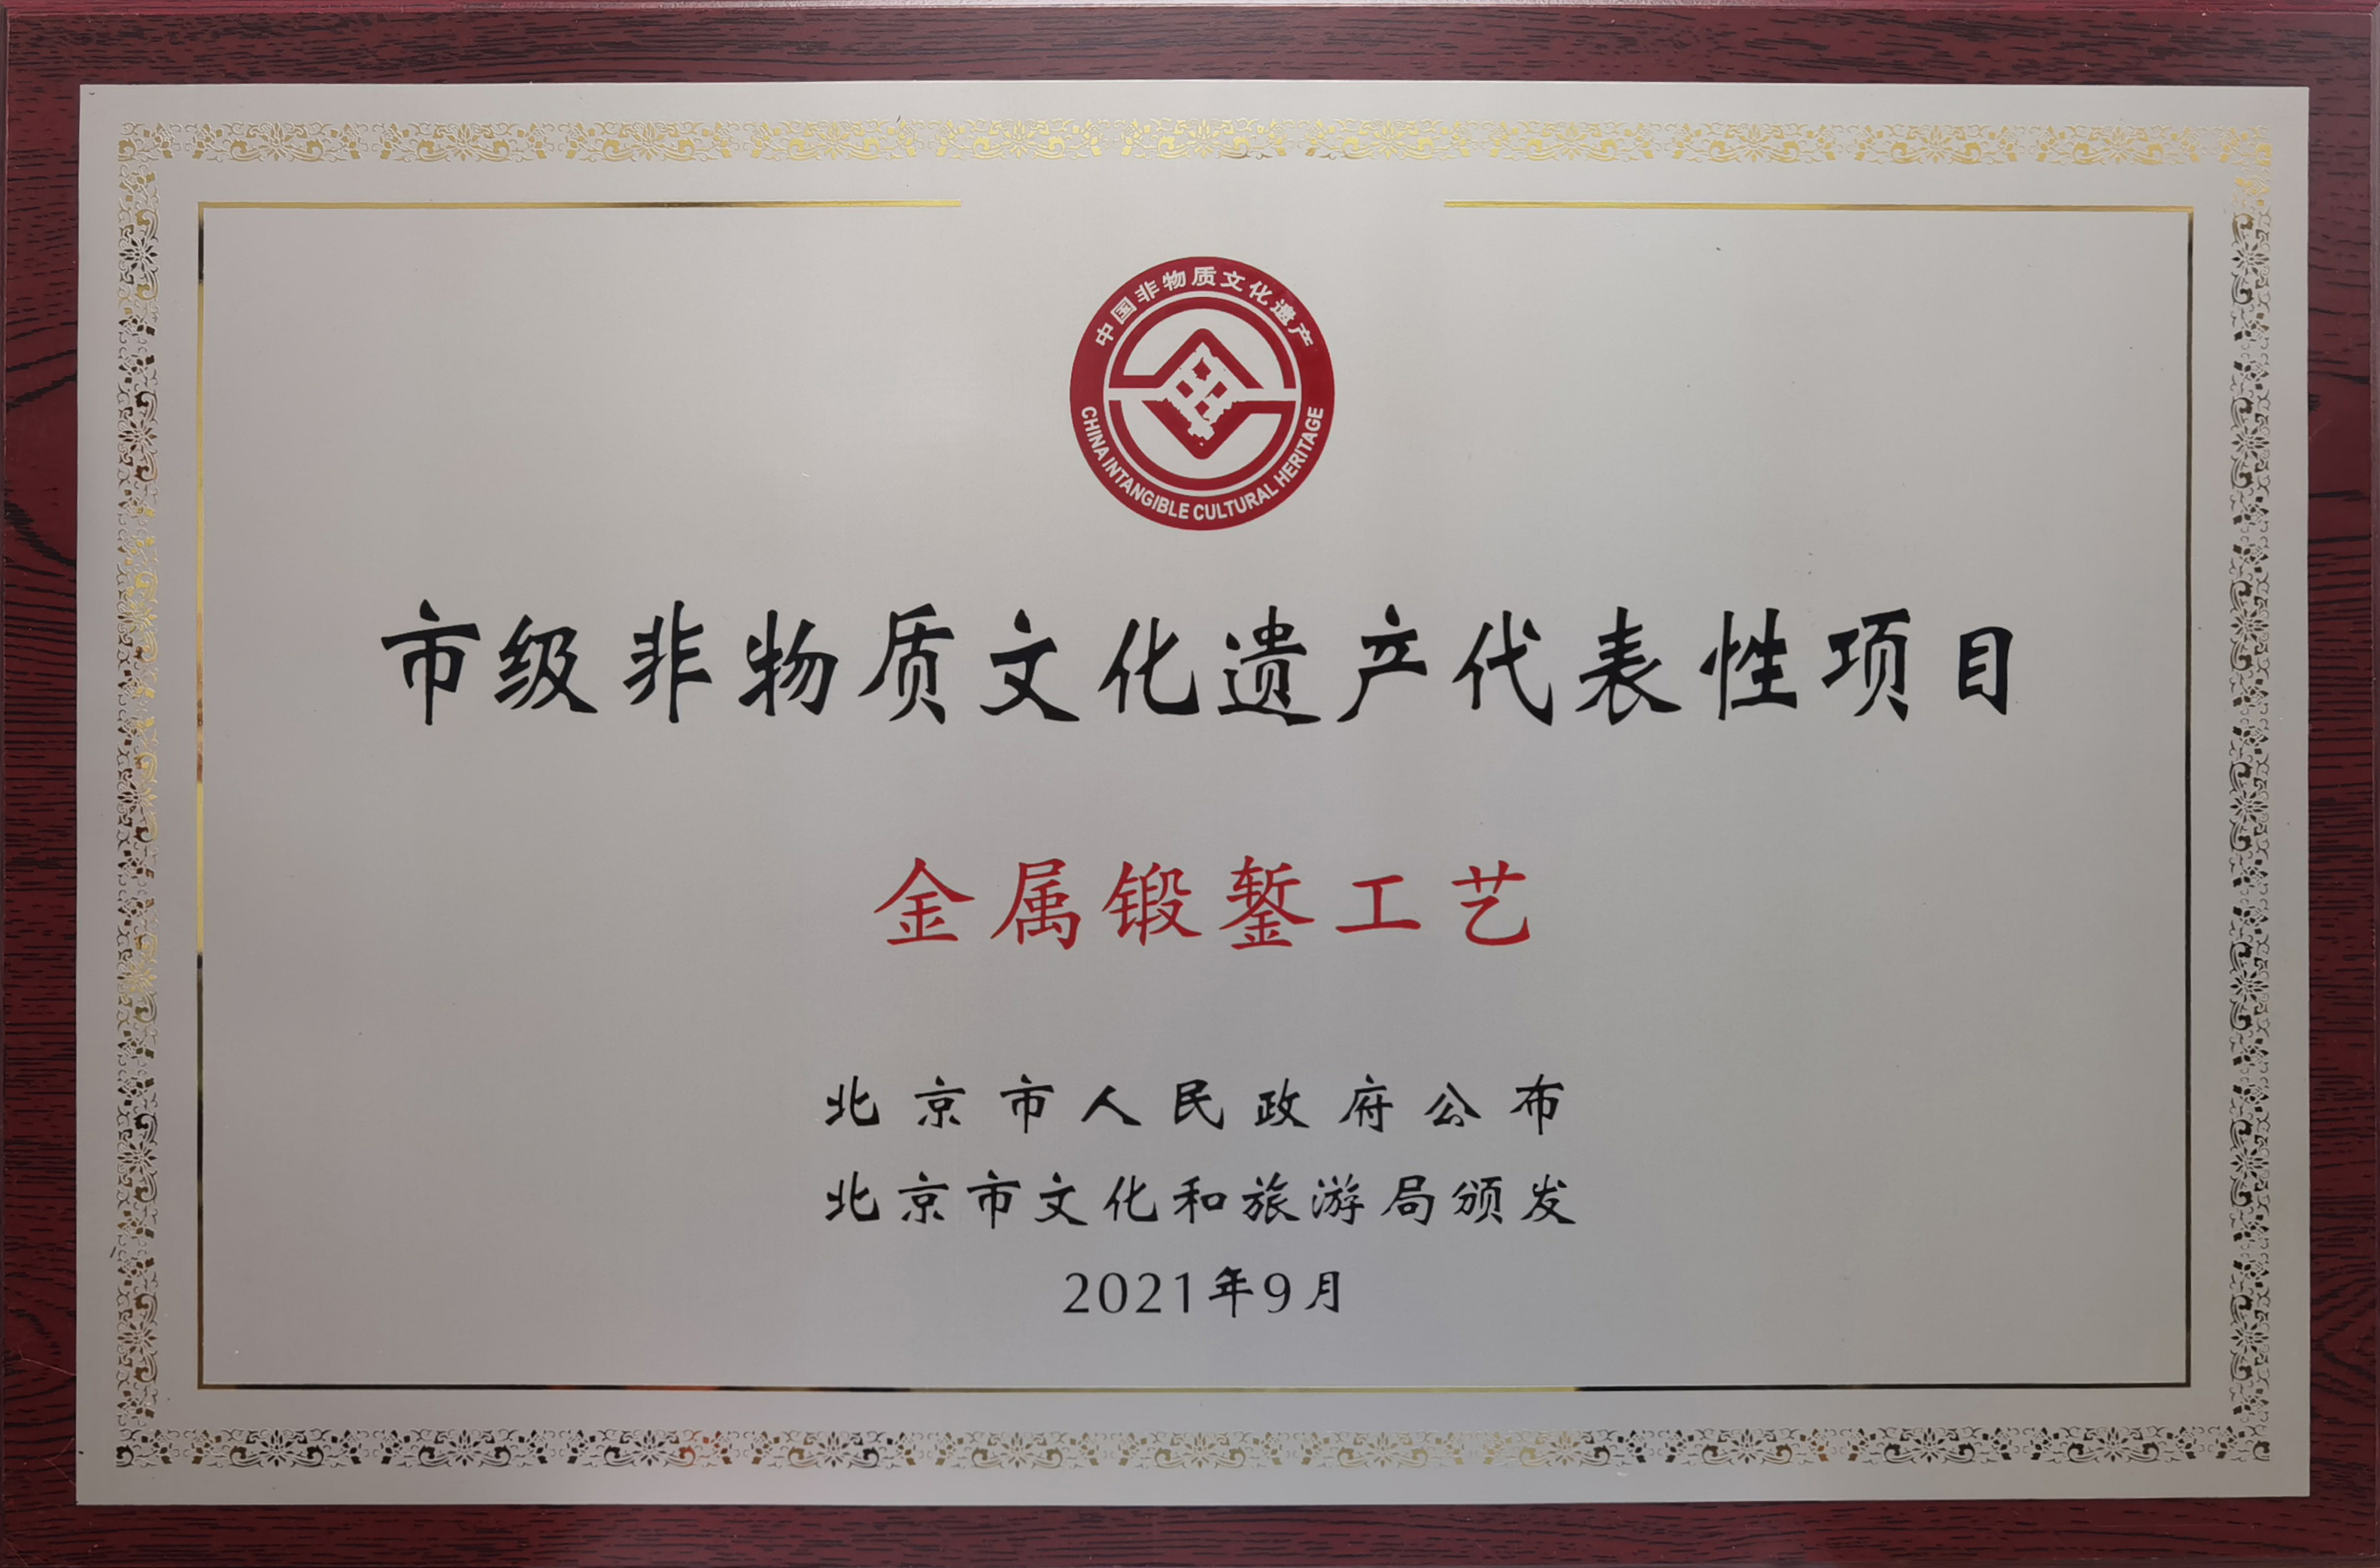 中国非物质文化遗产
CHINA INTANGIBLE CULTURAL HERITAGE
市级非物质文化遗产代表性项目
金属锻錾工艺
北京市人民政府公布
北京市文化和旅游局颁发
2021年9月